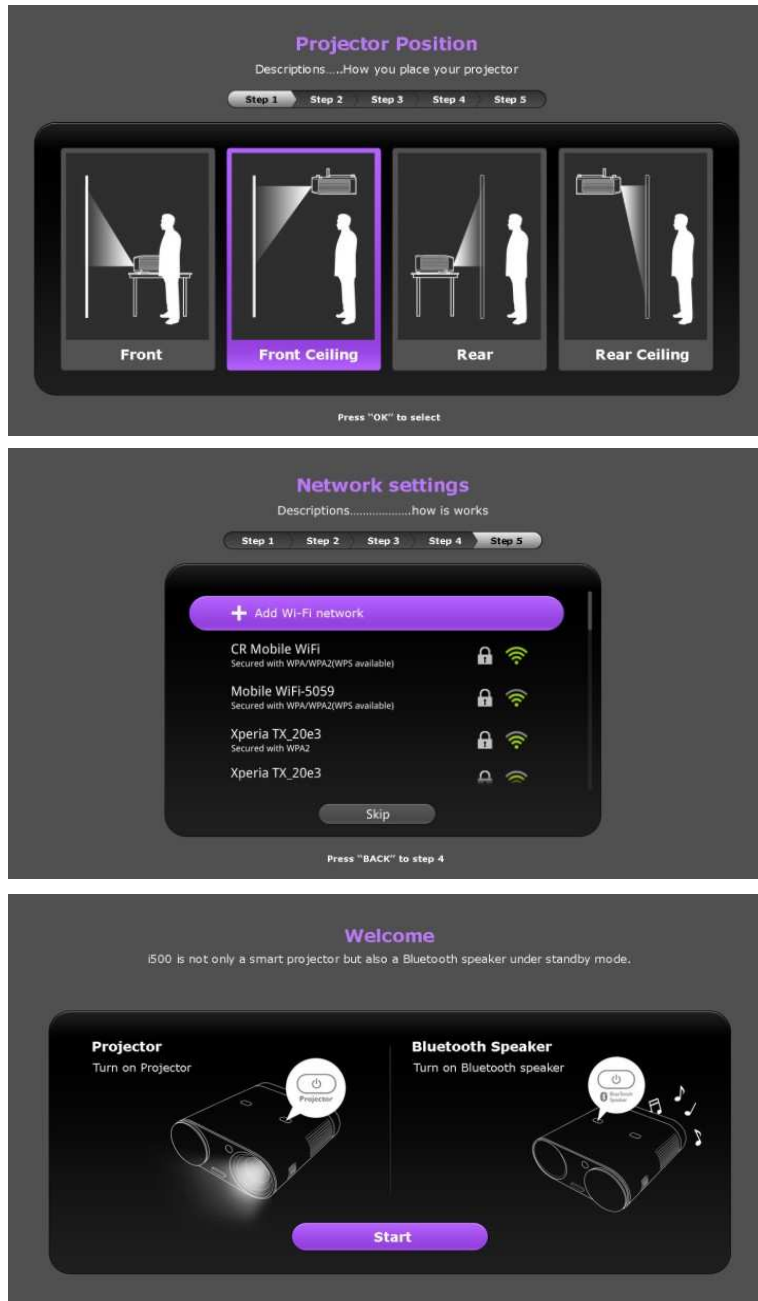 Projector Position
Descriptions.....How you place your projector
Step 1 Step 2 Step 3 Step 4 Step 5
Front Front Ceiling Rear Rear Ceiling
Press "OK" to select
Network settings
Descriptions...................how is works
Step 1 Step 2 Step 3 Step 4 Step 5
Add Wi-Fi network
CR Mobile WiFi
Secured with WPA/WPA2(WPS available)
Mobile WiFi-5059
Secured with WPA/WPA2(WPS available)
Xperia TX_20e3
Secured with WPA2
Xperia TX_20e3
Skip
Press "BACK" to step 4
Welcome
i500 is not only a smart projector but also a Bluetooth speaker under standby mode.
Projector
Turn on Projector
Projector
Bluetooth Speaker
Turn on Bluetooth speaker
Bluetooth
Speaker
Start